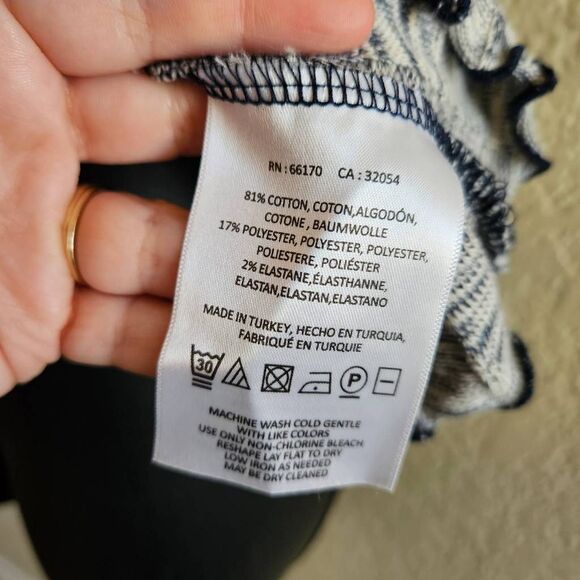 RN : 66170 CA : 32054
81% COTTON, COTON,ALGODÓN,
COTONE , BAUMWOLLE
17% POLYESTER, POLYESTER, POLYESTER,
POLIESTERE, POLIÉSTER
2% ELASTANE,ÉLASTHANNE,
ELASTAN,ELASTAN,ELASTANO
MADE IN TURKEY, HECHO EN TURQUIA,
FABRIQUÉ EN TURQUIE
30 P
MACHINE WASH COLD GENTLE
WITH LIKE COLORS
USE ONLY NON-CHLORINE BLEACH
RESHAPE LAY FLAT TO DRY
LOW IRON AS NEEDED
MAY BE DRY CLEANED